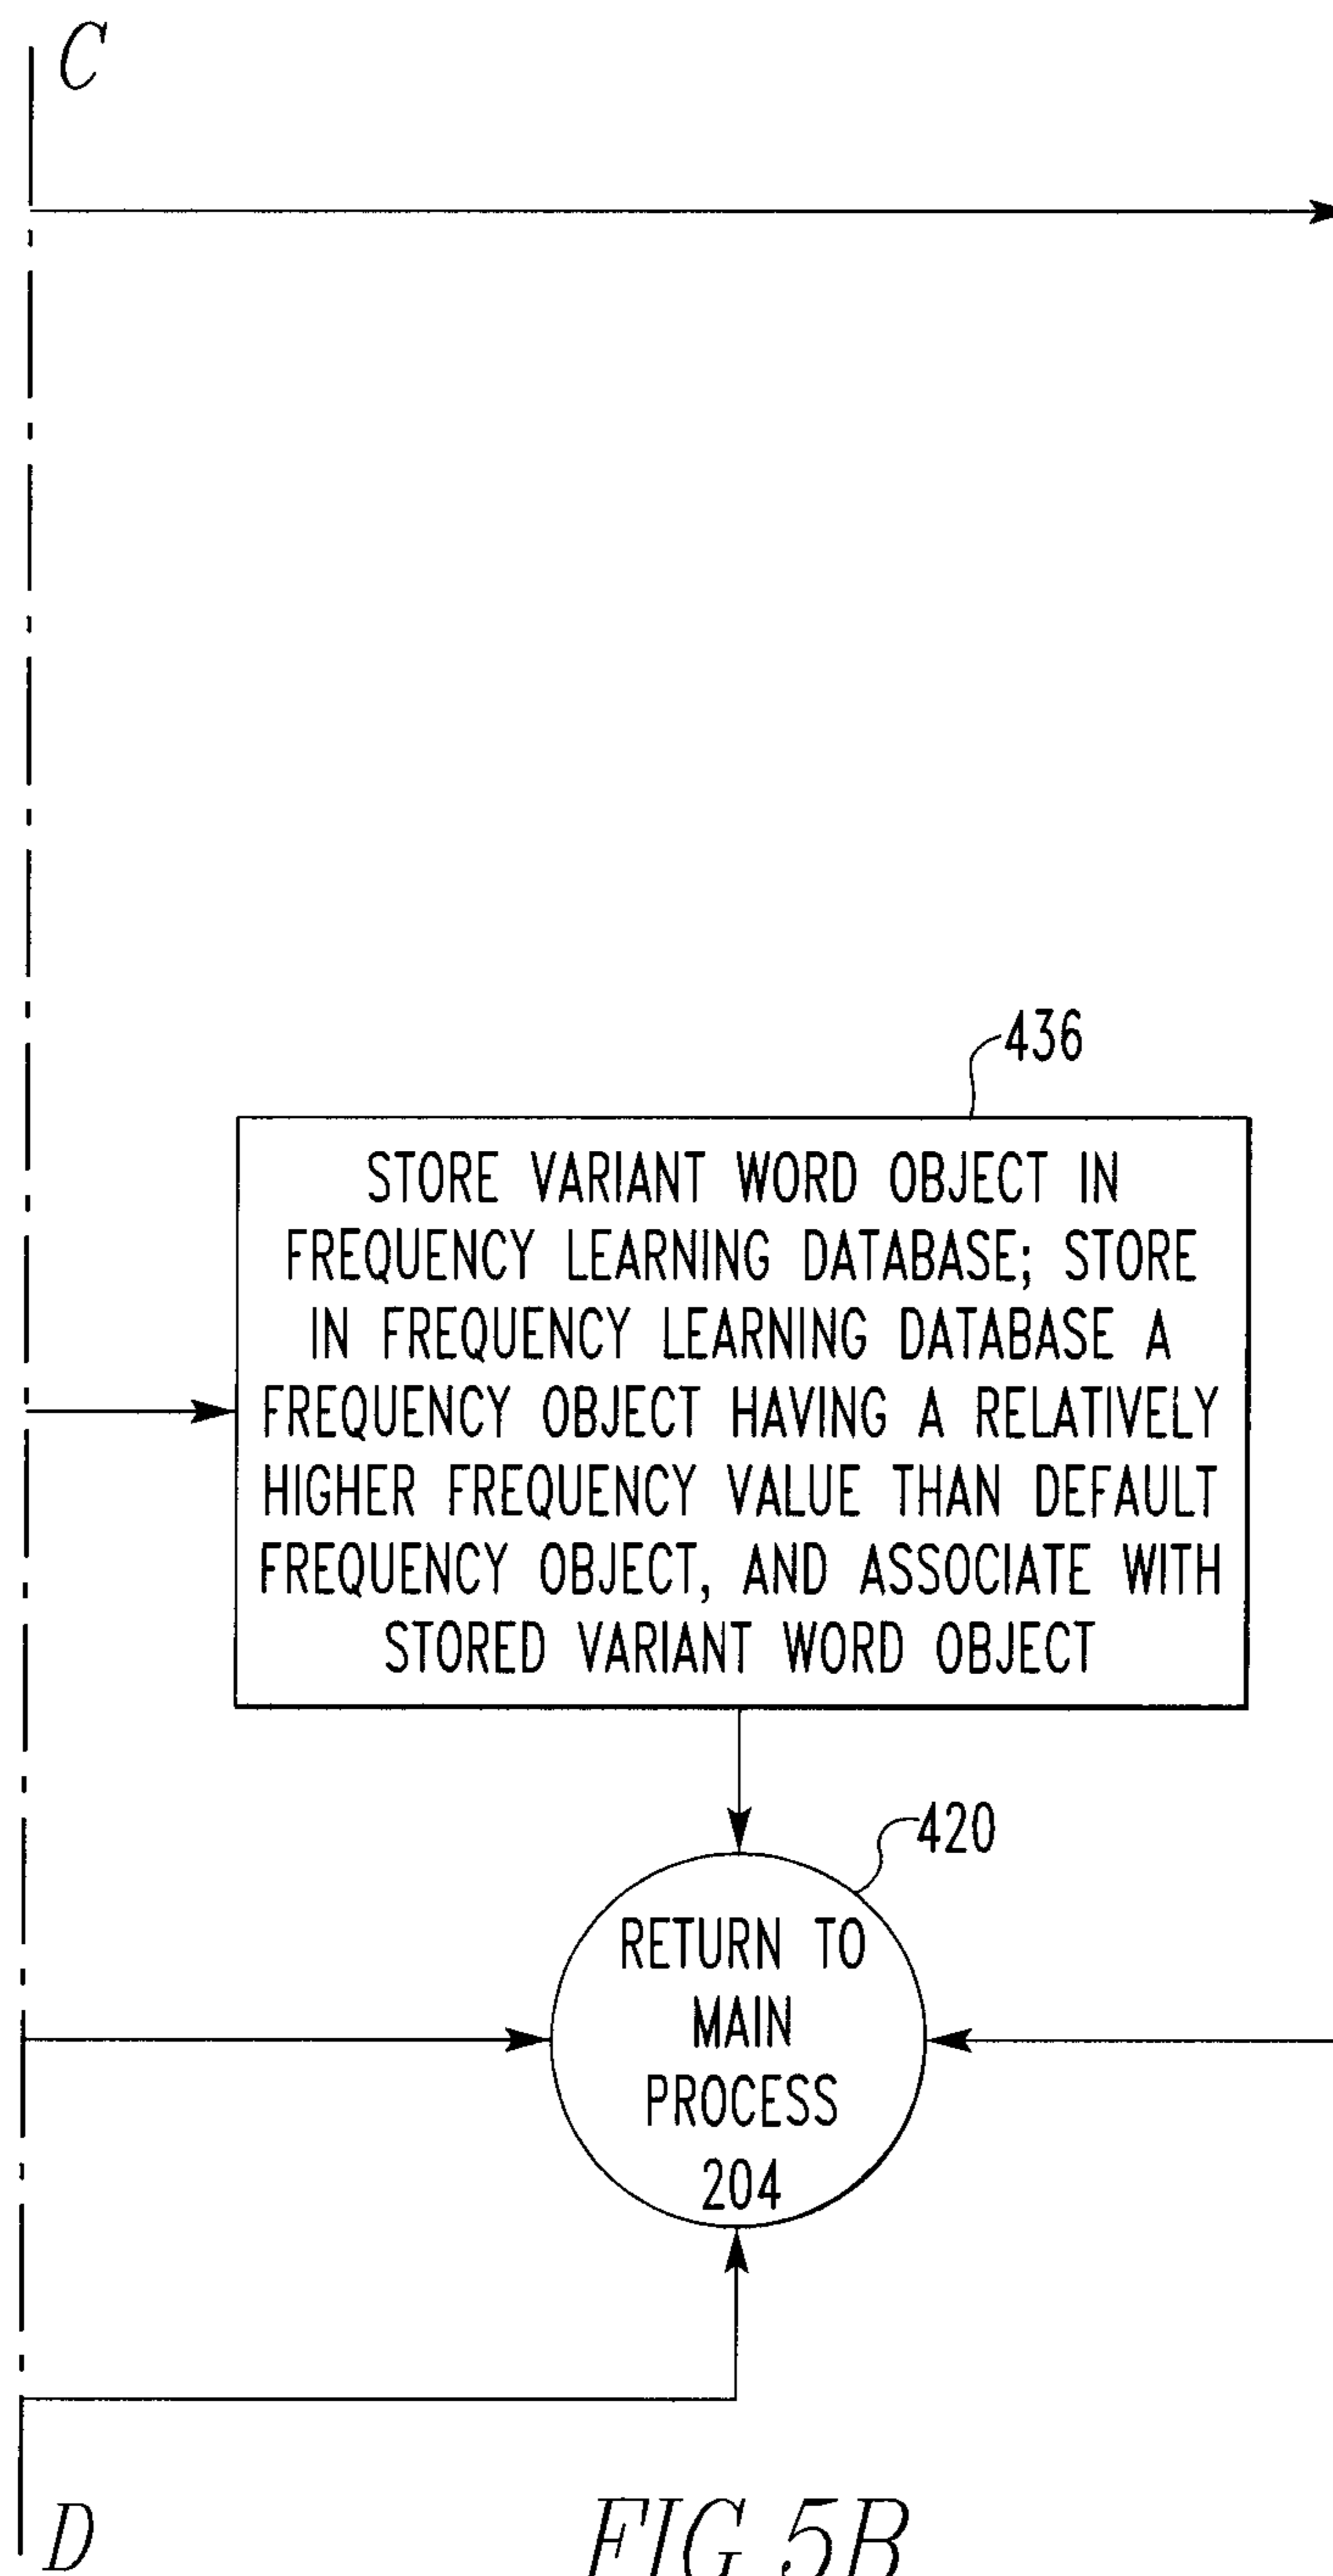 C
436
STORE VARIANT WORD OBJECT IN
FREQUENCY LEARNING DATABASE; STORE
IN FREQUENCY LEARNING DATABASE A
FREQUENCY OBJECT HAVING A RELATIVELY
HIGHER FREQUENCY VALUE THAN DEFAULT
FREQUENCY OBJECT, AND ASSOCIATE WITH
STORED VARIANT WORD OBJECT
420
RETURN TO
MAIN
PROCESS
204
D
FIG. 5B